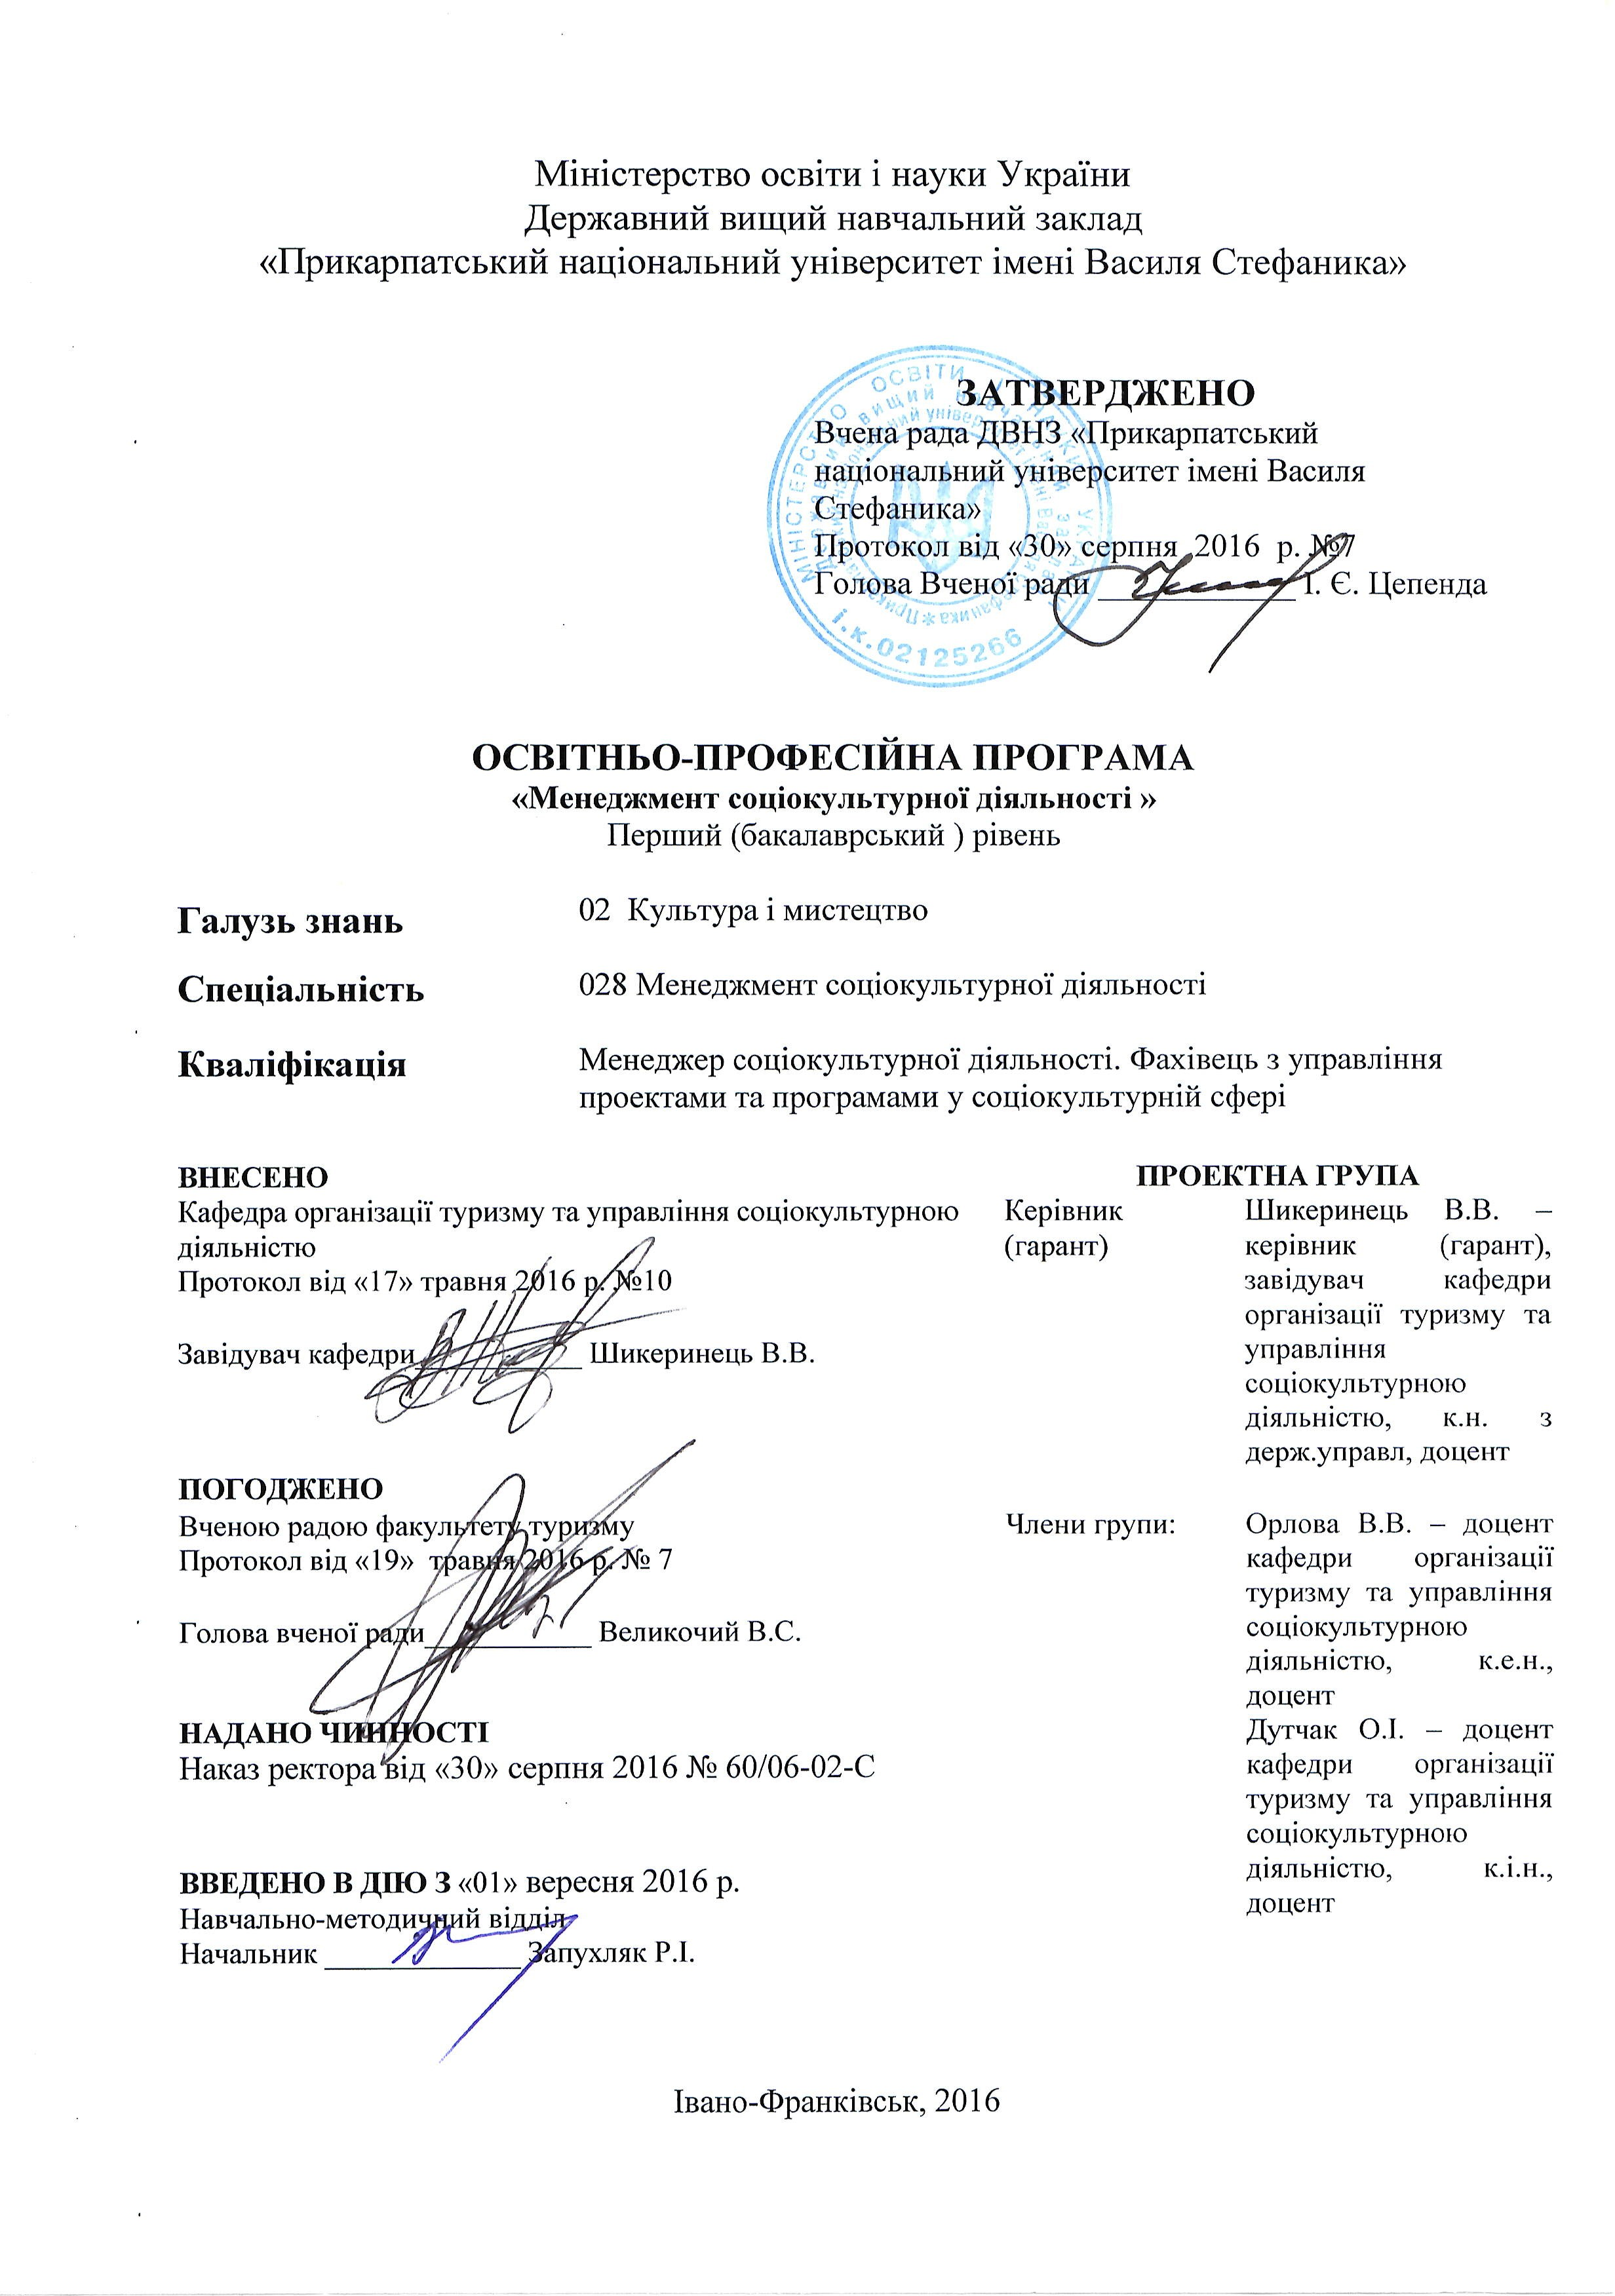 Міністерство освіти і науки України
Державний вищий навчальний заклад
«Прикарпатський національний університет імені Василя Стефаника»
ЗАТВЕРДЖЕНО
Вчена рада ДВНЗ «Прикарпатський
національний університет імені Василя
Стефаника»
Протокол від «30» серпня 2016 р. №7
Голова Вченої ради ____________ І. Є. Цепенда
і.к.02125266
ОСВІТНЬО-ПРОФЕСІЙНА ПРОГРАМА
«Менеджмент соціокультурної діяльності »
Перший (бакалаврський ) рівень
Галузь знань 02 Культура і мистецтво
Спеціальність 028 Менеджмент соціокультурної діяльності
Кваліфікація Менеджер соціокультурної діяльності. Фахівець з управління
проектами та програмами у соціокультурній сфері
ВНЕСЕНО
Кафедра організації туризму та управління соціокультурною
діяльністю
Протокол від «17» травня 2016 р. №10
Завідувач кафедри____________ Шикеринець В.В.
ПОГОДЖЕНО
Вченою радою факультету туризму
Протокол від «19» травня 2016 р. № 7
Голова вченої ради____________ Великочий В.С.
НАДАНО ЧИННОСТІ
Наказ ректора від «30» серпня 2016 № 60/06-02-С
ВВЕДЕНО В ДІЮ З «01» вересня 2016 р.
Навчально-методичний відділ
Начальник ______________ Запухляк Р.І.
ПРОЕКТНА ГРУПА
Керівник
(гарант)
Шикеринець В.В. –
керівник (гарант),
завідувач кафедри
організації туризму та
управління
соціокультурною
діяльністю, к.н. з
держ.управл, доцент
Члени групи:
Орлова В.В. – доцент
кафедри організації
туризму та управління
соціокультурною
діяльністю, к.е.н.,
доцент
Дутчак О.І. – доцент
кафедри організації
туризму та управління
соціокультурною
діяльністю, к.і.н.,
доцент
Івано-Франківськ, 2016